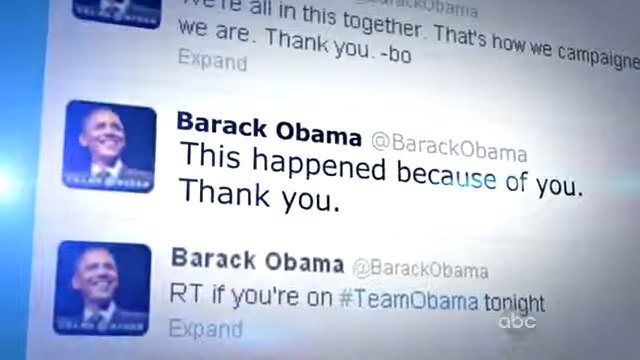 We're all in this together. That's how we campaigned
we are. Thank you. -bo
Expand
Barack Obama @BarackObama
This happened because of you.
Thank you.
Barack Obama @BarackObama
RT if you're on #TeamObama tonight
Expand
abc